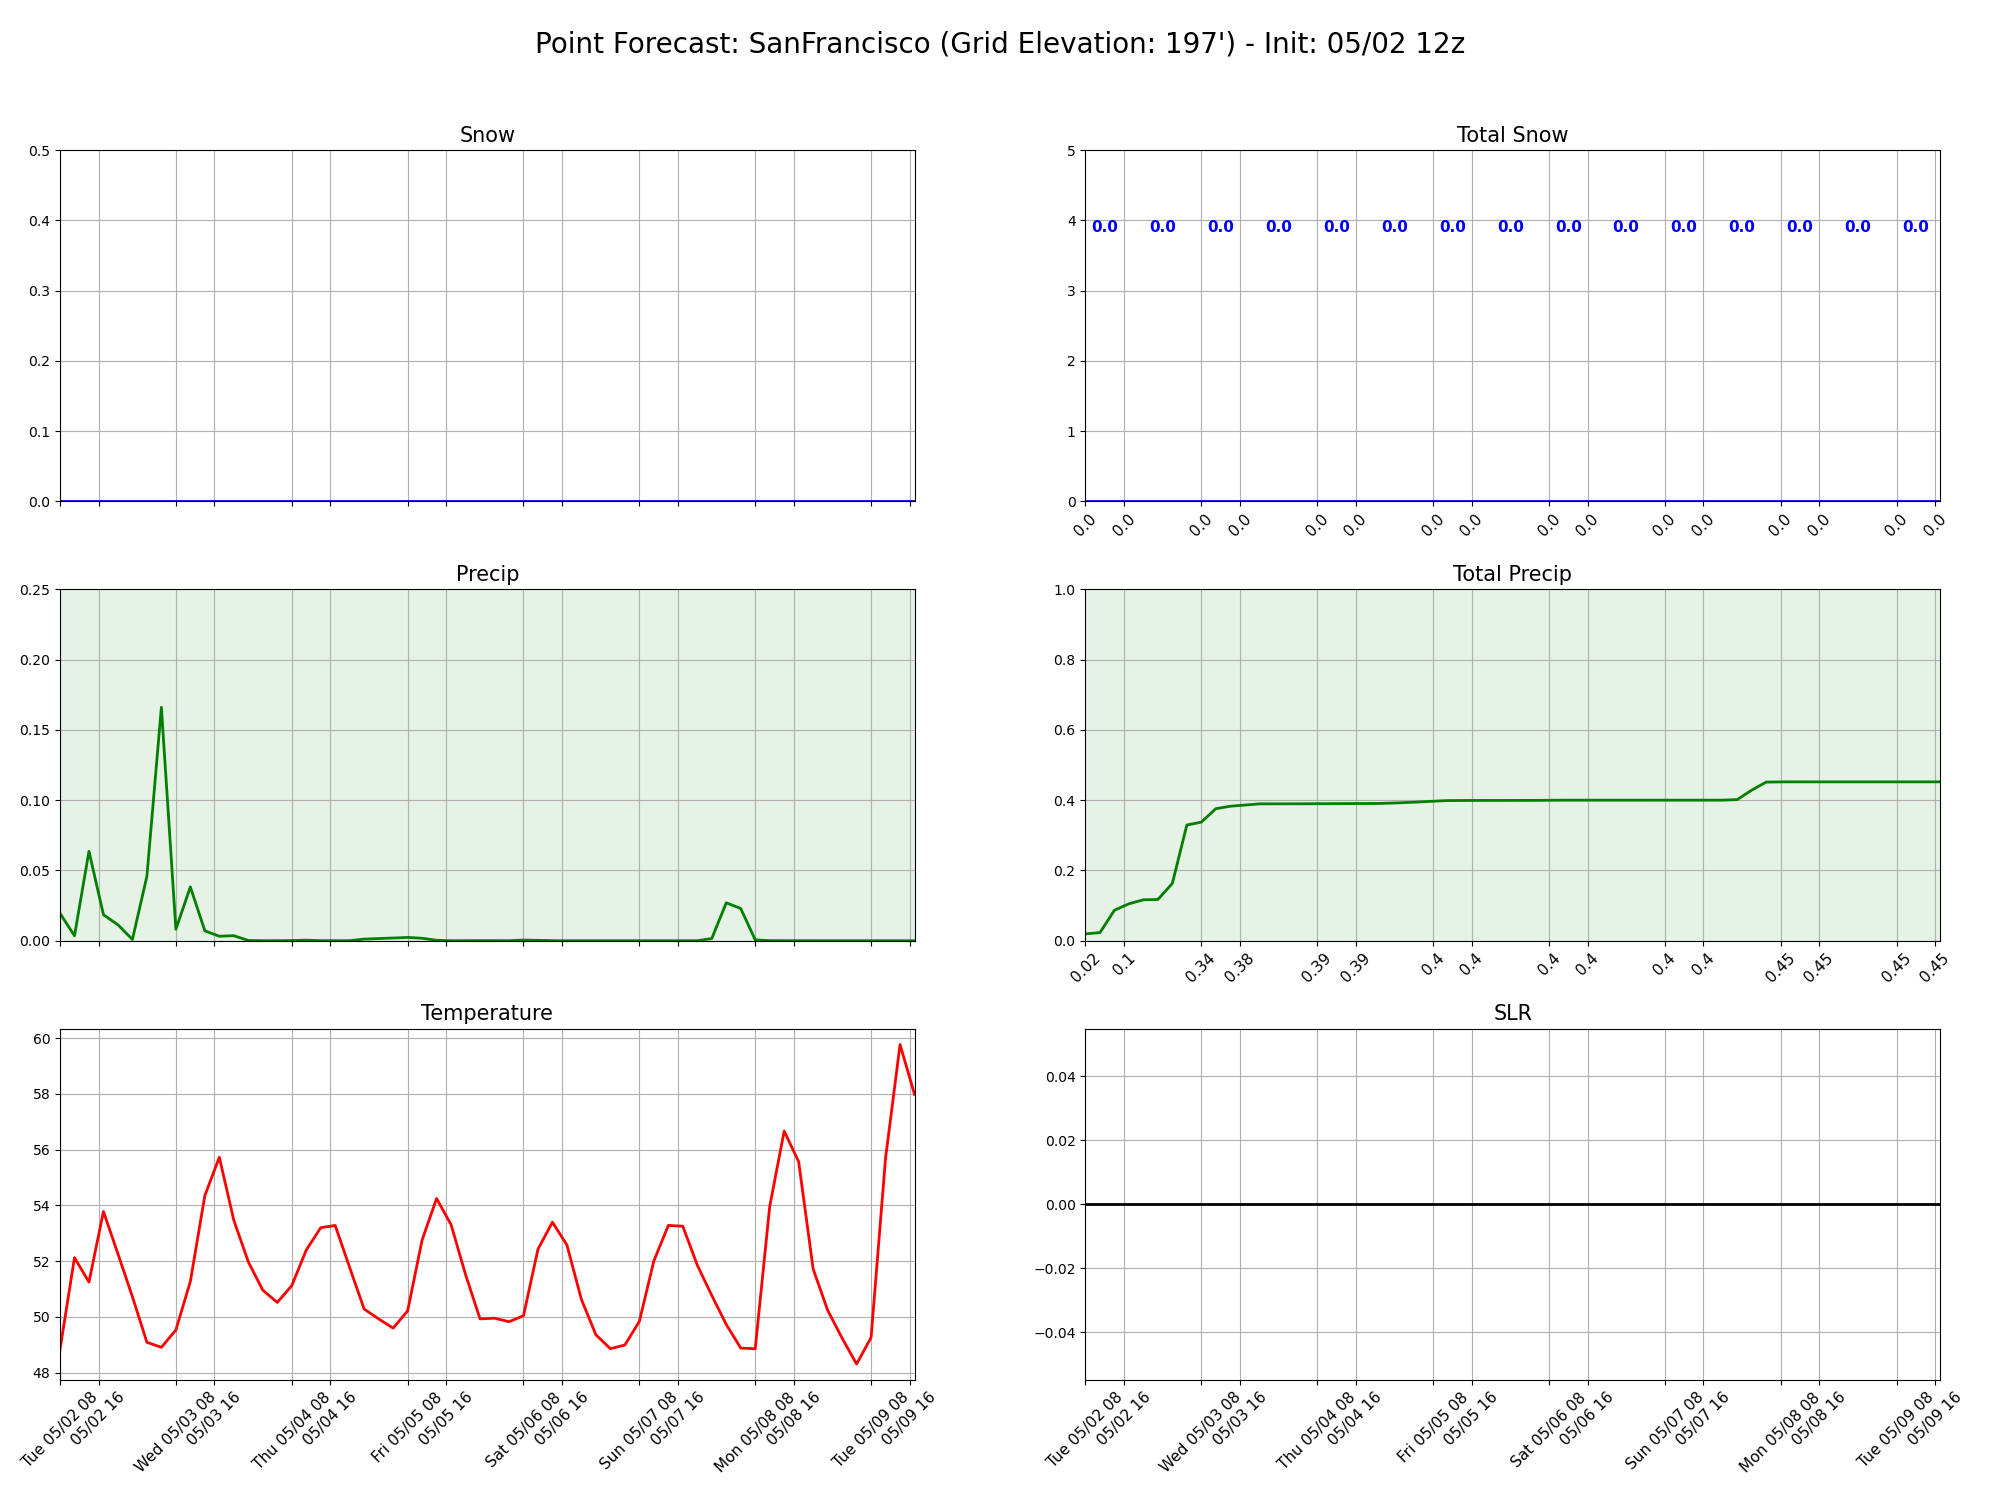 Point Forecast: SanFrancisco (Grid Elevation: 197') - Init: 05/02 12z
Snow
0.5
0.4
0.3
0.2
0.1
0.0
Total Snow
5
4
3
2
1
0
0.0 0.0 0.0 0.0 0.0 0.0 0.0 0.0 0.0 0.0 0.0 0.0 0.0 0.0 0.0
0.0 0.0 0.0 0.0 0.0 0.0 0.0 0.0 0.0 0.0 0.0 0.0 0.0 0.0 0.0 0.0
Precip
0.25
0.20
0.15
0.10
0.05
0.00
Total Precip
1.0
0.8
0.6
0.4
0.2
0.0
0.02 0.1 0.34 0.38 0.39 0.39 0.4 0.4 0.4 0.4 0.4 0.4 0.45 0.45 0.45 0.45
Temperature
60
58
56
54
52
50
48
Tue 05/02 08
05/02 16
Wed 05/03 08
05/03 16
Thu 05/04 08
05/04 16
Fri 05/05 08
05/05 16
Sat 05/06 08
05/06 16
Sun 05/07 08
05/07 16
Mon 05/08 08
05/08 16
Tue 05/09 08
05/09 16
SLR
0.04
0.02
0.00
−0.02
−0.04
Tue 05/02 08
05/02 16
Wed 05/03 08
05/03 16
Thu 05/04 08
05/04 16
Fri 05/05 08
05/05 16
Sat 05/06 08
05/06 16
Sun 05/07 08
05/07 16
Mon 05/08 08
05/08 16
Tue 05/09 08
05/09 16